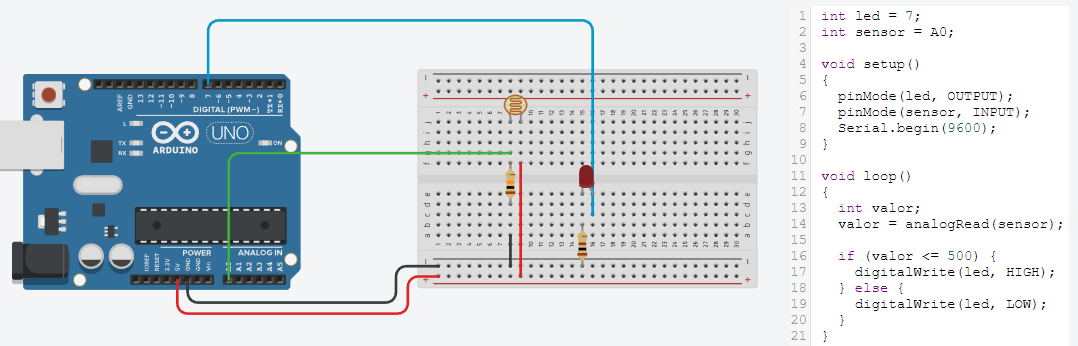 AREF
GND
13
12
~11
~10
~9
8
7
~6
~5
4
~3
2
TX→1
RX←0
DIGITAL (PWM~)
L
TX
RX
ARDUINO
UNO
ON
POWER
ANALOG IN
IOREF
RESET
3.3V
5V
GND
GND
Vin
A0
A1
A2
A3
A4
A5
1 int led = 7;
2 int sensor = A0;
3
4 void setup()
5 {
6 pinMode(led, OUTPUT);
7 pinMode(sensor, INPUT);
8 Serial.begin(9600);
9 }
10
11 void loop()
12 {
13 int valor;
14 valor = analogRead(sensor);
15
16 if (valor <= 500) {
17 digitalWrite(led, HIGH);
18 } else {
19 digitalWrite(led, LOW);
20 }
21 }